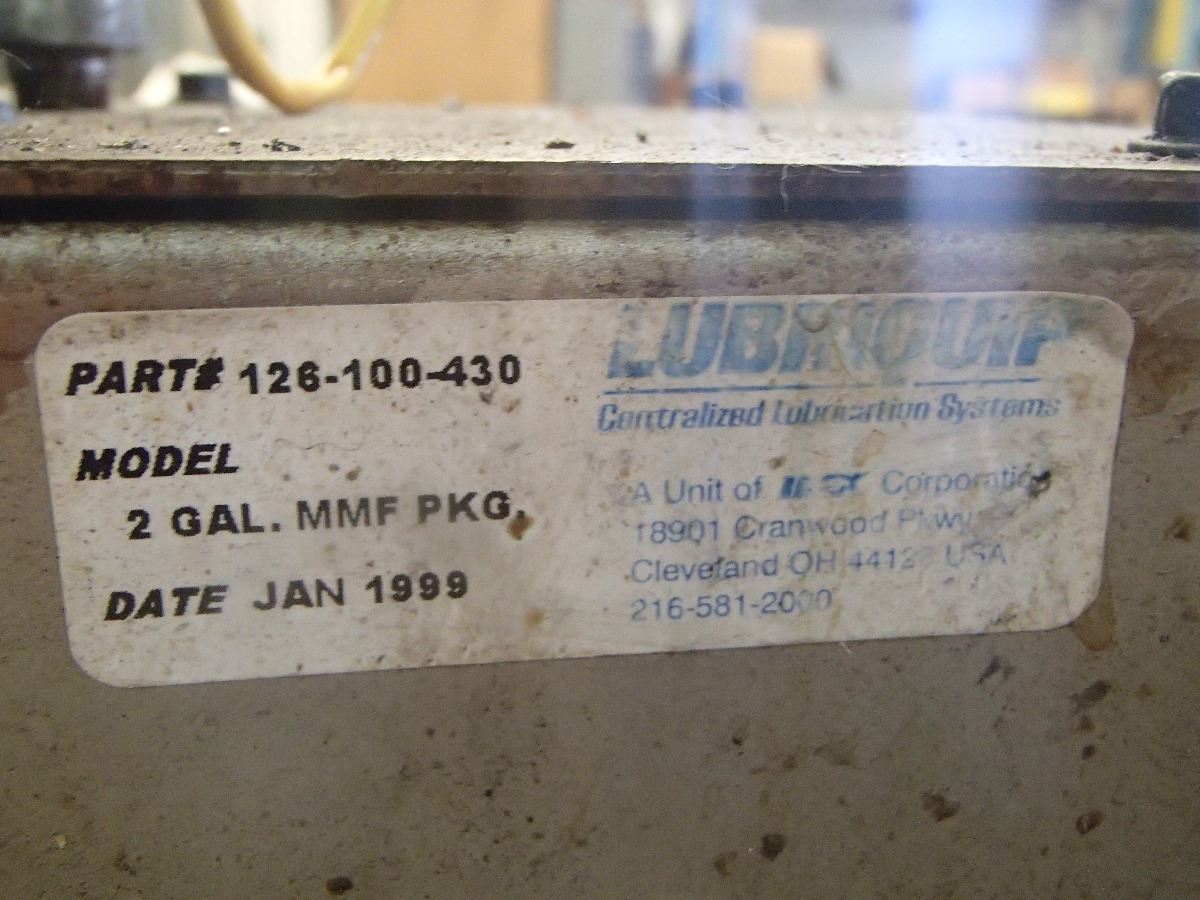 PART# 126-100-430
MODEL
2 GAL. MMF PKG.
DATE JAN 1999
LUBRIQUIP
Centralized Lubrication Systems
A Unit of Corporation
18901 Cranwood Pkwy
Cleveland OH USA
216-581-2000